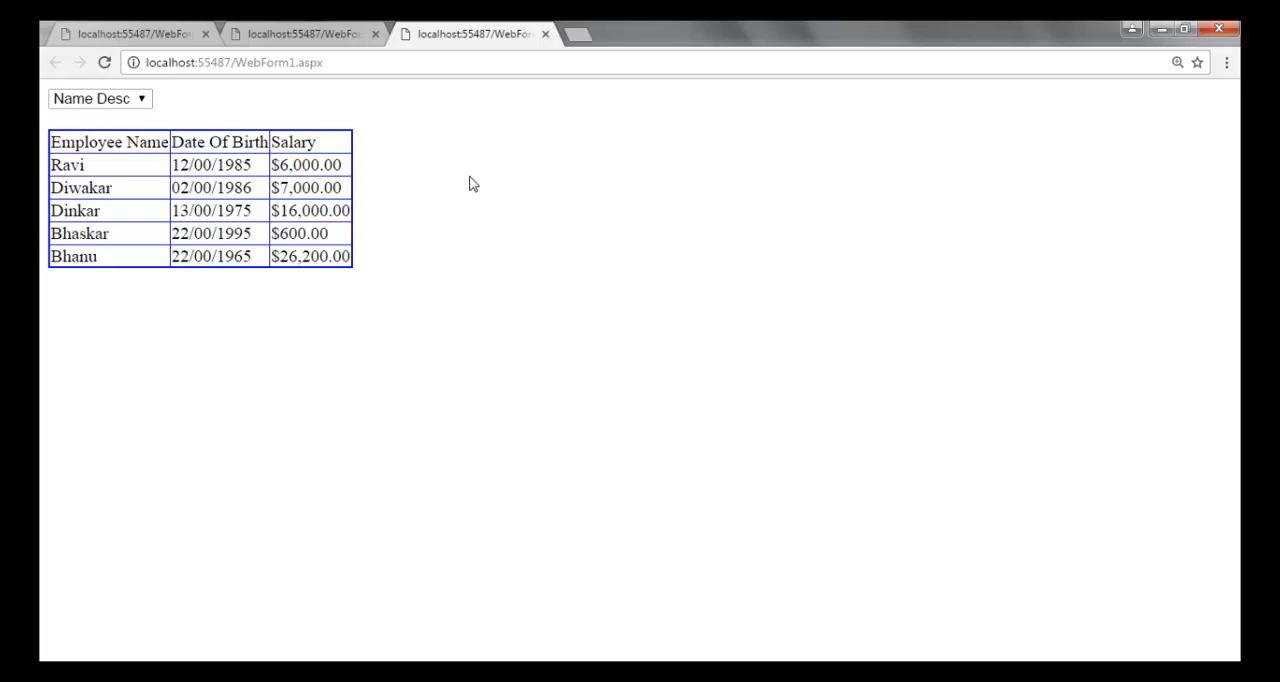 localhost:55487/WebFo localhost:55487/WebFo localhost:55487/WebFor
localhost:55487/WebForm1.aspx
Name Desc
Employee Name Date Of Birth Salary
Ravi 12/00/1985 $6,000.00
Diwakar 02/00/1986 $7,000.00
Dinkar 13/00/1975 $16,000.00
Bhaskar 22/00/1995 $600.00
Bhanu 22/00/1965 $26,200.00